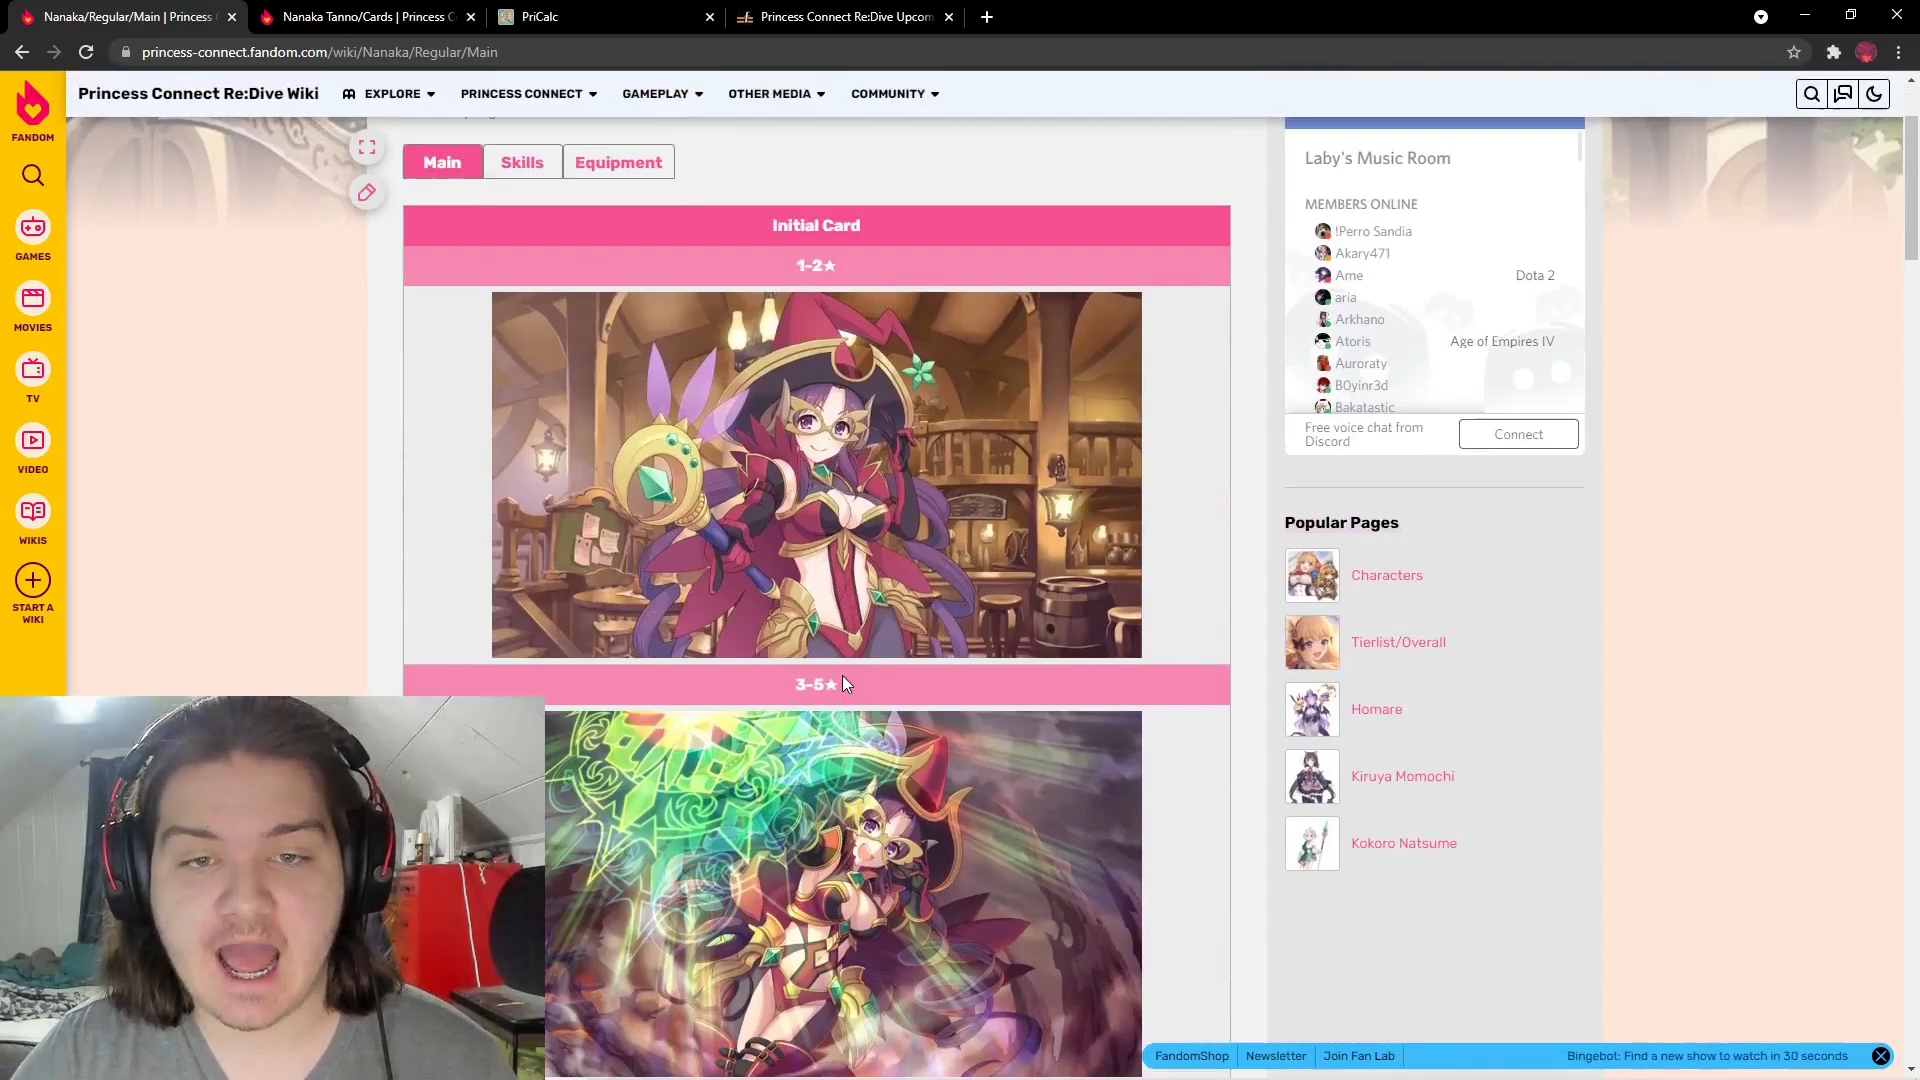 Nanaka/Regular/Main | Princess
Nanaka Tanno/Cards | Princess C
PriCalc
Princess Connect Re:Dive Upcom
princess-connect.fandom.com/wiki/Nanaka/Regular/Main
FANDOM
GAMES
MOVIES
TV
VIDEO
WIKIS
START A
WIKI
Princess Connect Re:Dive Wiki
EXPLORE
PRINCESS CONNECT
GAMEPLAY
OTHER MEDIA
COMMUNITY
Main
Skills
Equipment
Initial Card
1-2★
3-5★
Laby's Music Room
MEMBERS ONLINE
!Perro Sandia
Akary471
Ame
Dota 2
aria
Arkhano
Atoris
Age of Empires IV
Auroraty
B0yinr3d
Bakatastic
Free voice chat from
Discord
Connect
Popular Pages
Characters
Tierlist/Overall
Homare
Kiruya Momochi
Kokoro Natsume
FandomShop
Newsletter
Join Fan Lab
Bingebot: Find a new show to watch in 30 seconds